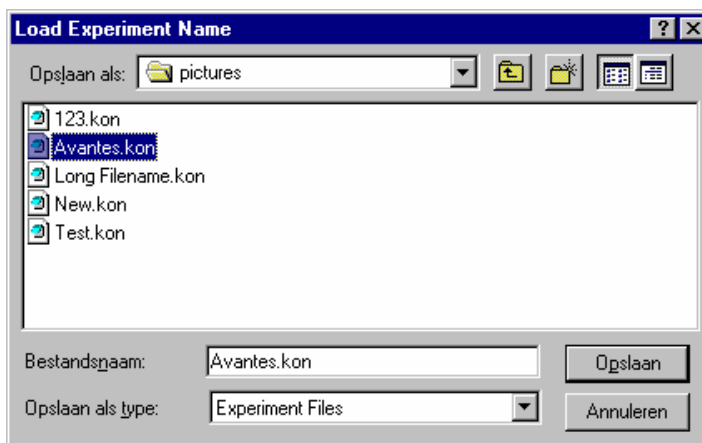 Load Experiment Name
Opslaan als: pictures
123.kon
Avantes.kon
Long Filename.kon
New.kon
Test.kon
Bestandsnaam: Avantes.kon Opslaan
Opslaan als type: Experiment Files Annuleren